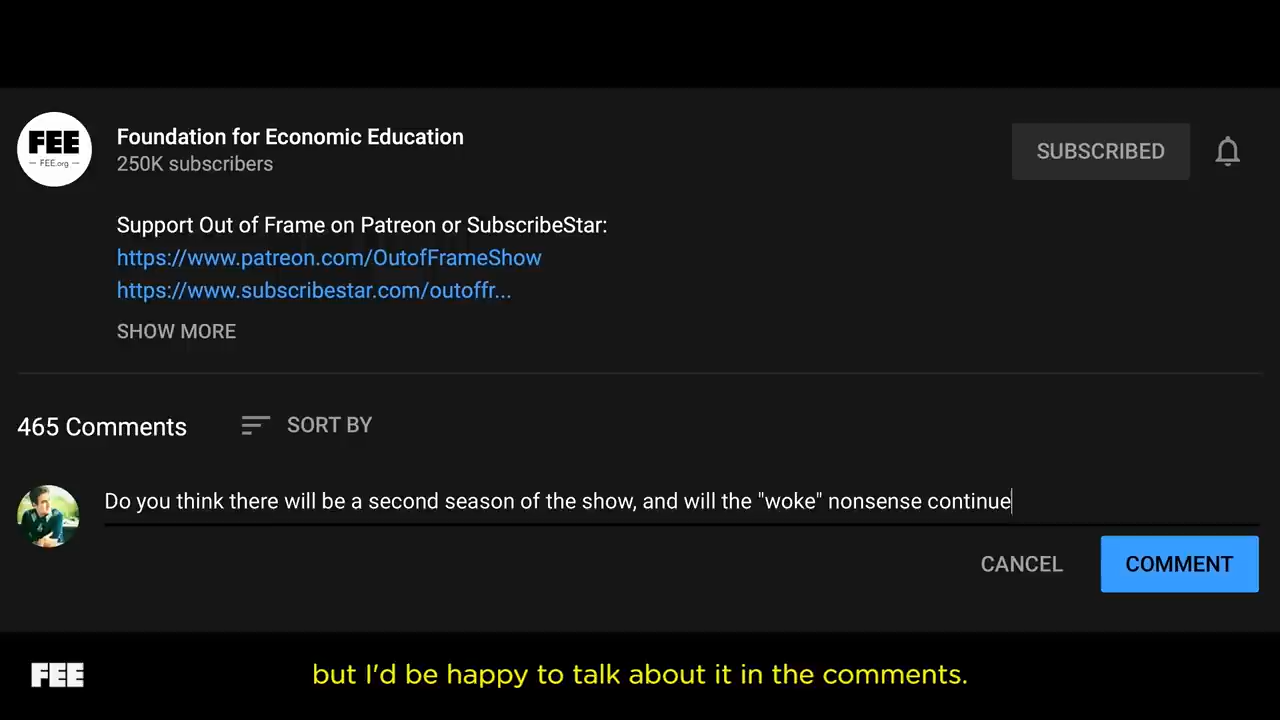 FEE
— FEE.org —
Foundation for Economic Education
250K subscribers
SUBSCRIBED
Support Out of Frame on Patreon or SubscribeStar:
https://www.patreon.com/OutofFrameShow
https://www.subscribestar.com/outoffr...
SHOW MORE
465 Comments
SORT BY
Do you think there will be a second season of the show, and will the "woke" nonsense continue
CANCEL
COMMENT
FEE
but I'd be happy to talk about it in the comments.